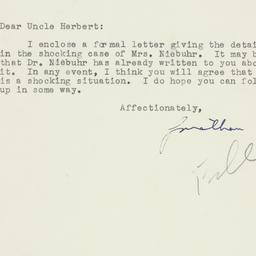 Dear Uncle Herbert:
I enclose a formal letter giving the detai
in the shocking case of Mrs. Niebuhr. It may b
that Dr. Niebuhr has already written to you abo
it. In any event, I think you will agree that
is a shocking situation. I do hope you can fol
up in some way.
Affectionately,
Jonathan